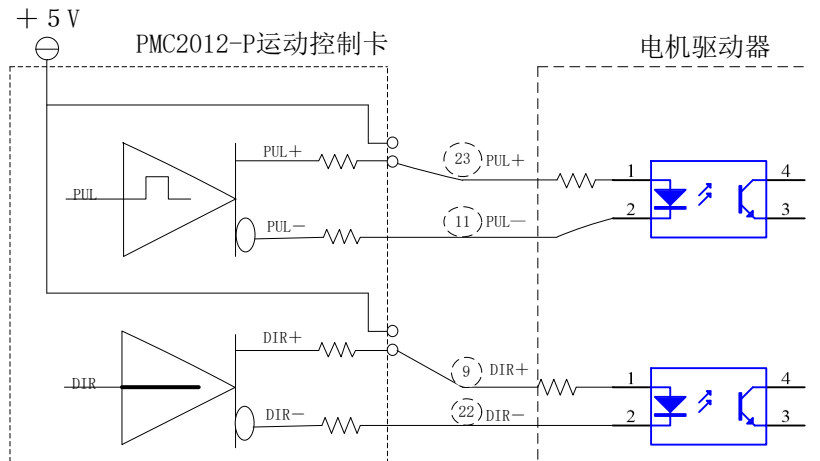 ＋５V
PMC2012-P运动控制卡
电机驱动器
PUL＋
23 PUL＋
1
4
PUL
2
3
PUL－
11 PUL－
DIR＋
9 DIR＋
1
4
DIR
DIR－
22 DIR－
2
3